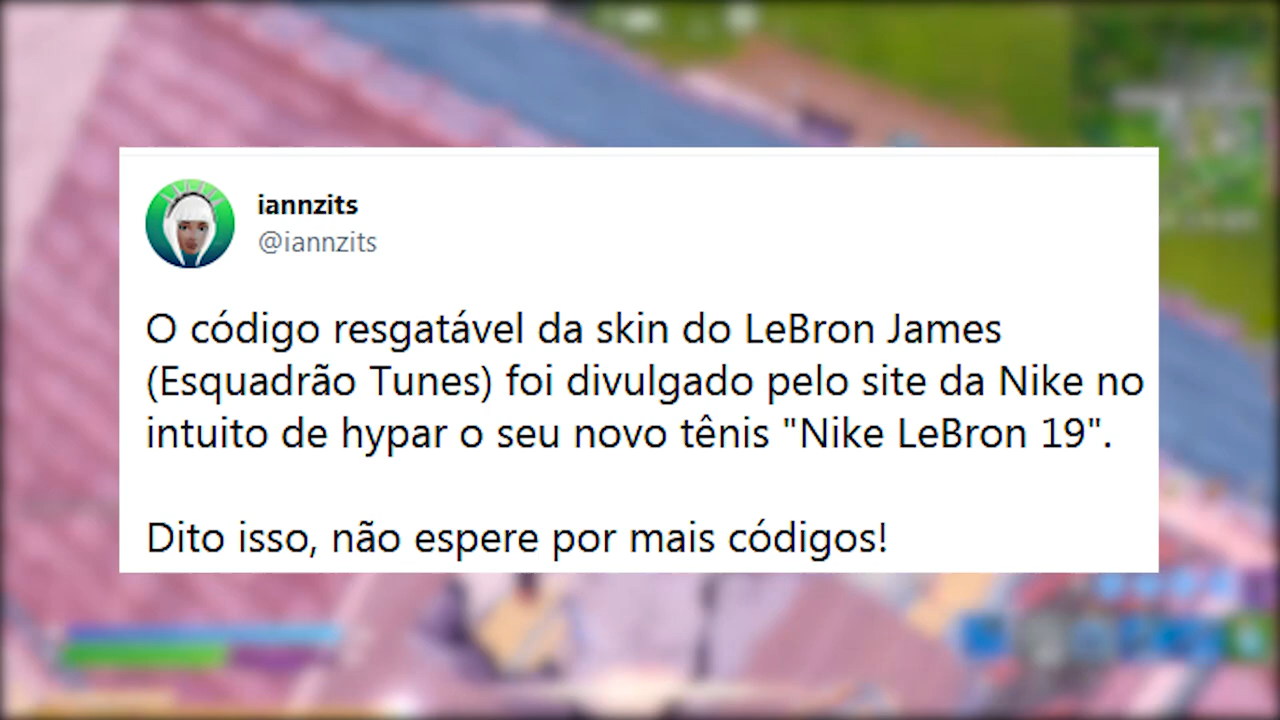 iannzits
@iannzits
O código resgatável da skin do LeBron James
(Esquadrão Tunes) foi divulgado pelo site da Nike no
intuito de hypar o seu novo tênis "Nike LeBron 19".
Dito isso, não espere por mais códigos!